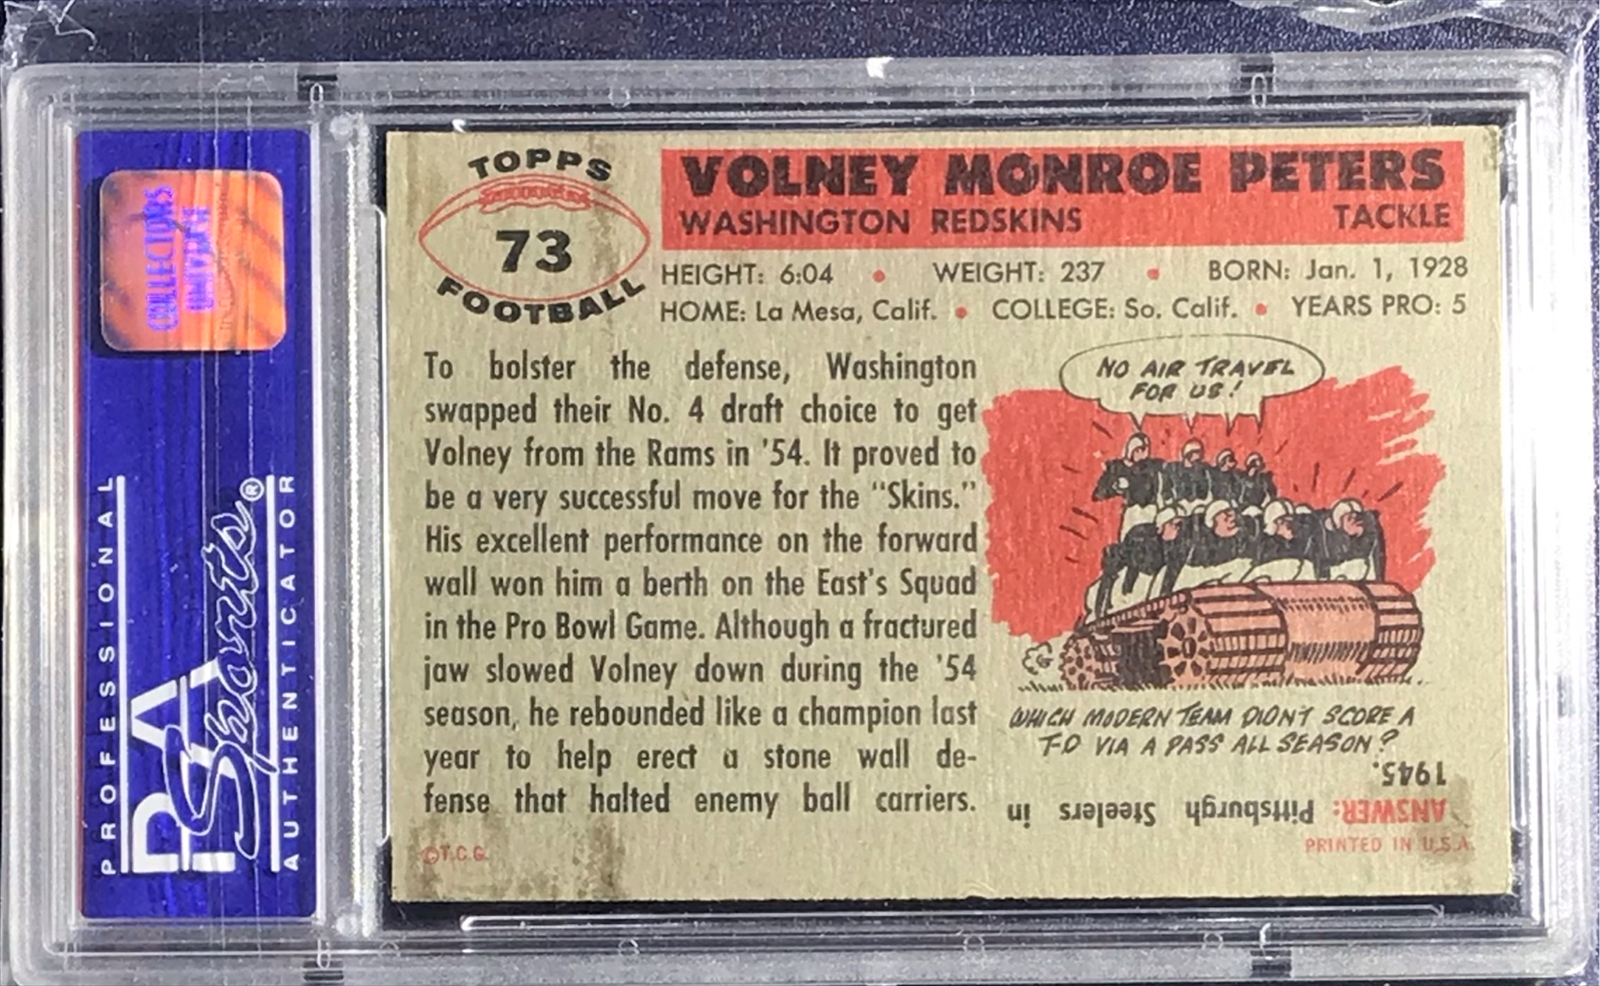 COLLECTORS
UNIVERSE
PROFESSIONAL
PSA
Sports®
AUTHENTICATOR
TOPPS
73
FOOTBALL
VOLNEY MONROE PETERS
WASHINGTON REDSKINS TACKLE
HEIGHT: 6:04 • WEIGHT: 237 • BORN: Jan. 1, 1928
HOME: La Mesa, Calif. • COLLEGE: So. Calif. • YEARS PRO: 5
To bolster the defense, Washington
swapped their No. 4 draft choice to get
Volney from the Rams in '54. It proved to
be a very successful move for the "Skins."
His excellent performance on the forward
wall won him a berth on the East's Squad
in the Pro Bowl Game. Although a fractured
jaw slowed Volney down during the '54
season, he rebounded like a champion last
year to help erect a stone wall de-
fense that halted enemy ball carriers.
©T.C.G.
NO AIR TRAVEL
FOR US!
WHICH MODERN TEAM DIDN'T SCORE A
T-D VIA A PASS ALL SEASON?
ANSWER: Pittsburgh Steelers in
1945.
PRINTED IN U.S.A.